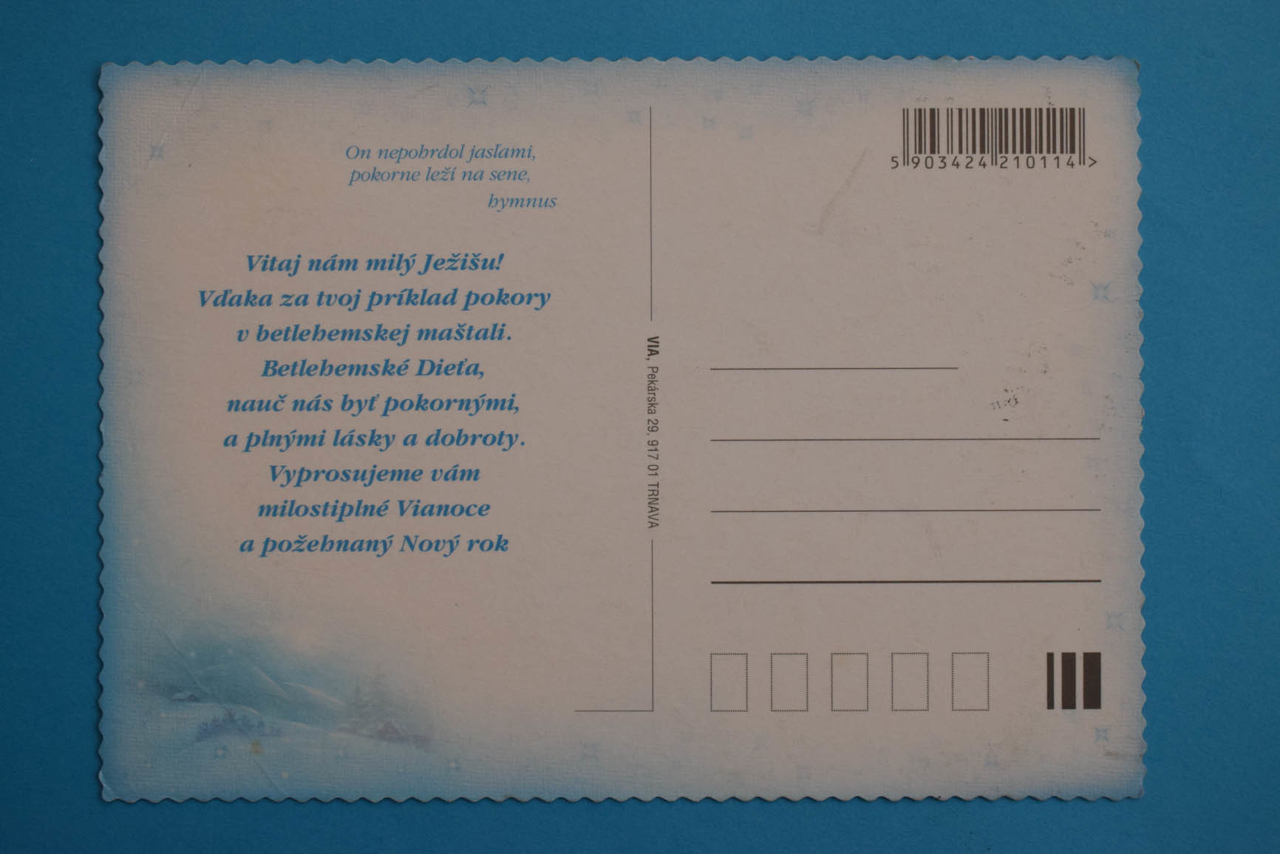 On nepohrdol jasľami,
pokorne leží na sene,
hymnus
Vitaj nám milý Ježišu!
Vďaka za tvoj príklad pokory
v betlehemskej maštali.
Betlehemské Dieťa,
nauč nás byť pokornými,
a plnými lásky a dobroty.
Vyprosujeme vám
milostiplné Vianoce
a požehnaný Nový rok
VIA, Pekárska 29, 917 01 TRNAVA
5 903424 210114 >